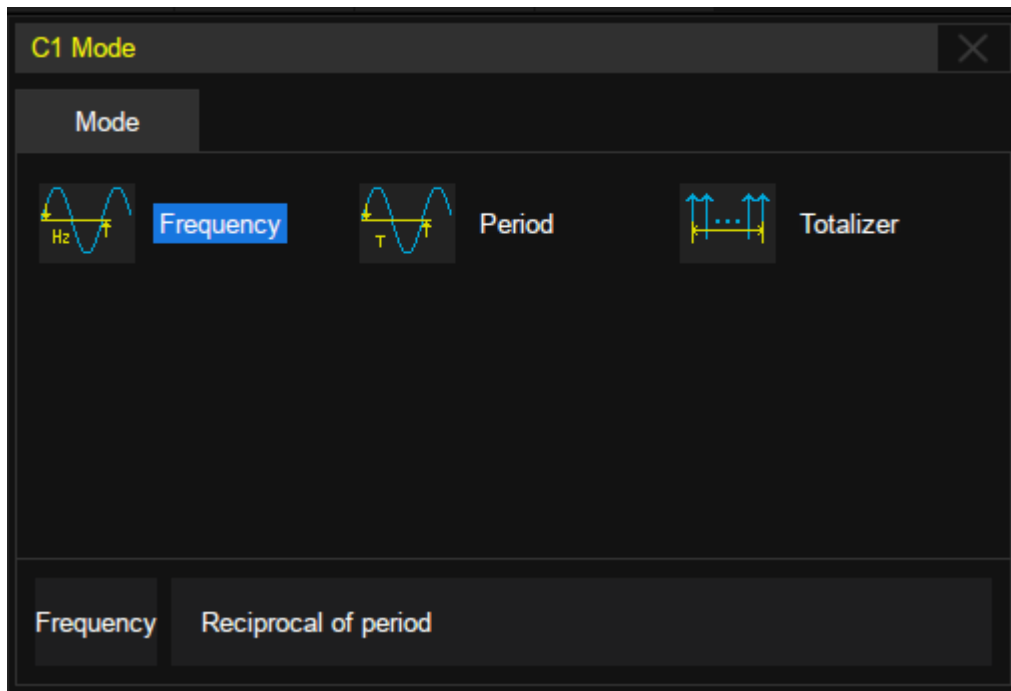 C1 Mode
Mode
Hz Frequency T Period Totalizer
Frequency Reciprocal of period